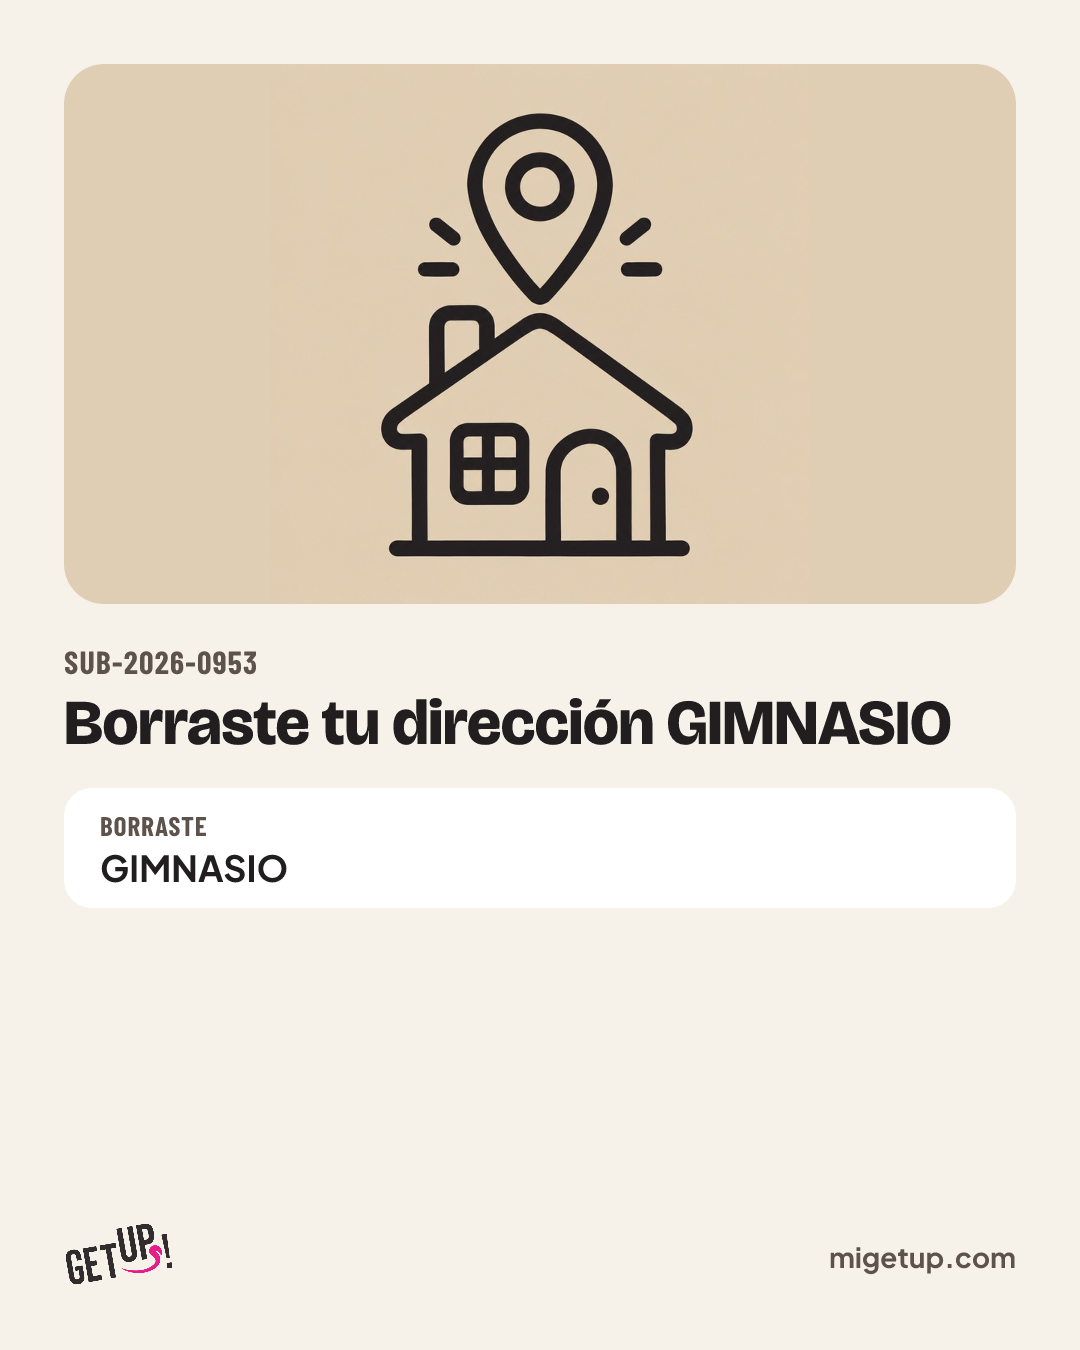 SUB-2026-0953
Borraste tu dirección GIMNASIO
BORRASTE
GIMNASIO
GETUP!
migetup.com